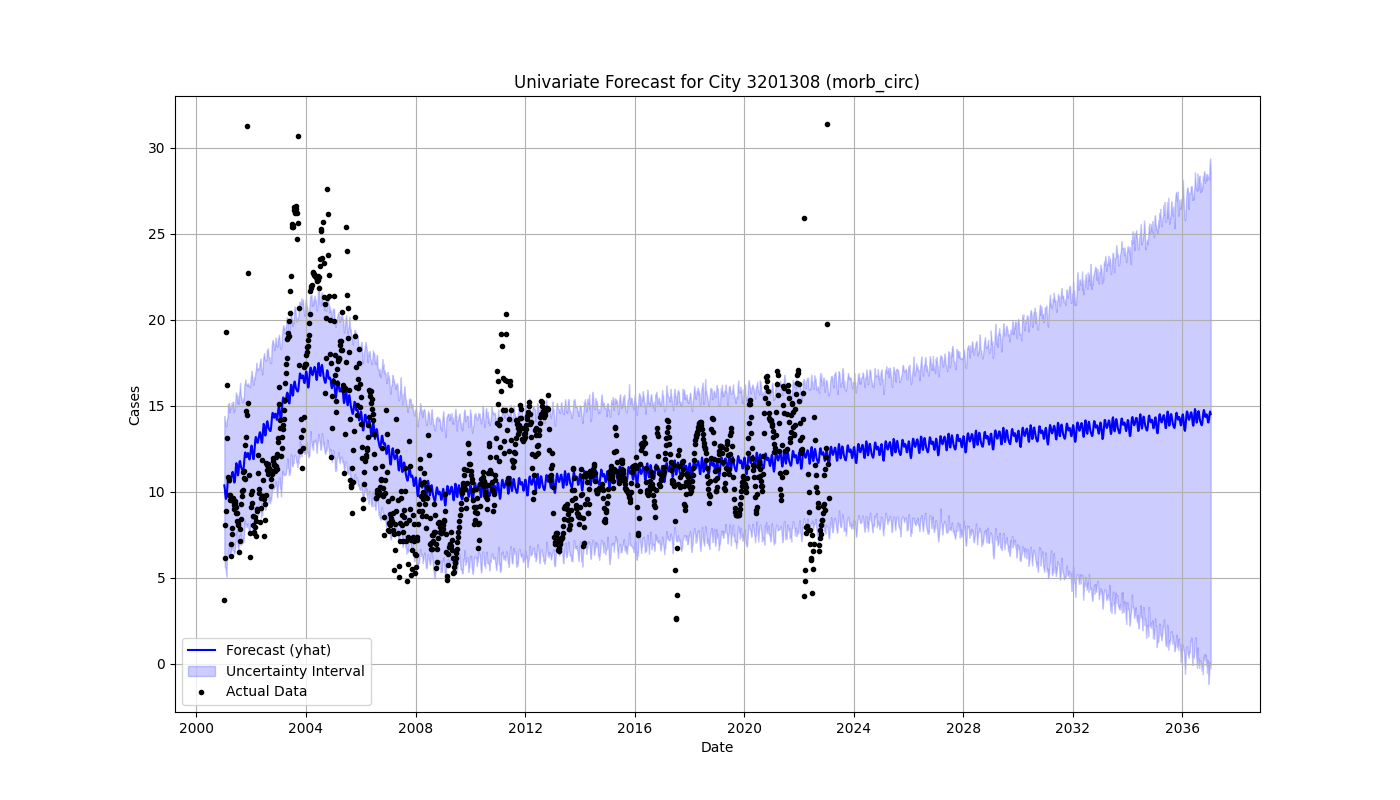 Univariate Forecast for City 3201308 (morb_circ)
30
25
20
15
10
5
0
Cases
Forecast (yhat)
Uncertainty Interval
Actual Data
2000 2004 2008 2012 2016 2020 2024 2028 2032 2036
Date